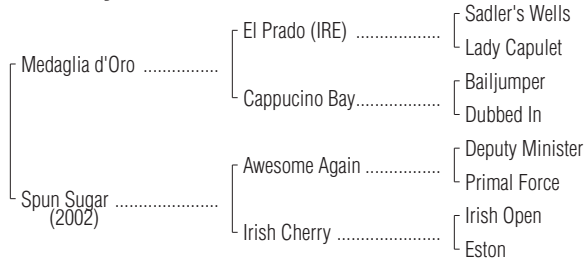 Sadler's Wells
El Prado (IRE) ..................
Lady Capulet
Medaglia d'Oro ................
Bailjumper
Cappucino Bay....................
Dubbed In
Deputy Minister
Awesome Again ................
Primal Force
Spun Sugar ......................
(2002)
Irish Open
Irish Cherry ......................
Eston